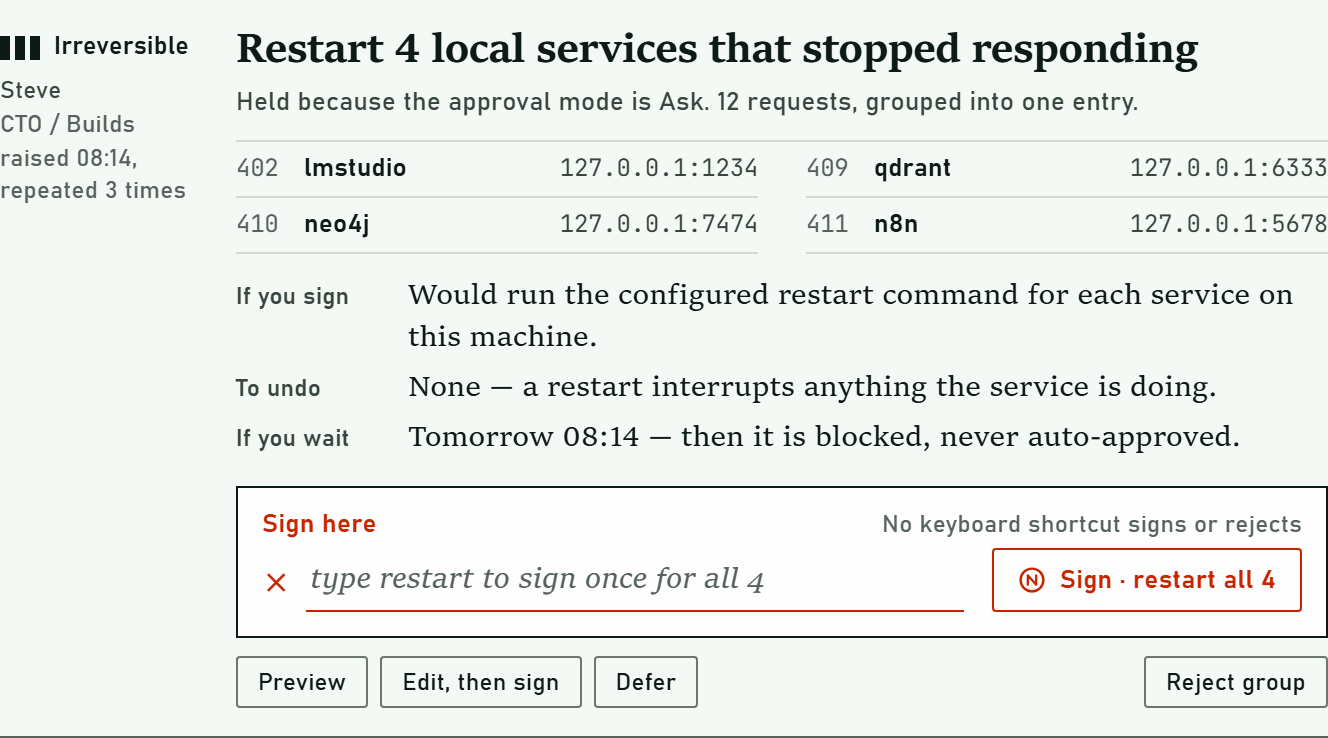 Irreversible
Steve
CTO / Builds
raised 08:14,
repeated 3 times
Restart 4 local services that stopped responding
Held because the approval mode is Ask. 12 requests, grouped into one entry.
402 lmstudio 127.0.0.1:1234 409 qdrant 127.0.0.1:6333
410 neo4j 127.0.0.1:7474 411 n8n 127.0.0.1:5678
If you sign Would run the configured restart command for each service on
this machine.
To undo None — a restart interrupts anything the service is doing.
If you wait Tomorrow 08:14 — then it is blocked, never auto-approved.
Sign here No keyboard shortcut signs or rejects
type restart to sign once for all 4 Sign · restart all 4
Preview Edit, then sign Defer Reject group